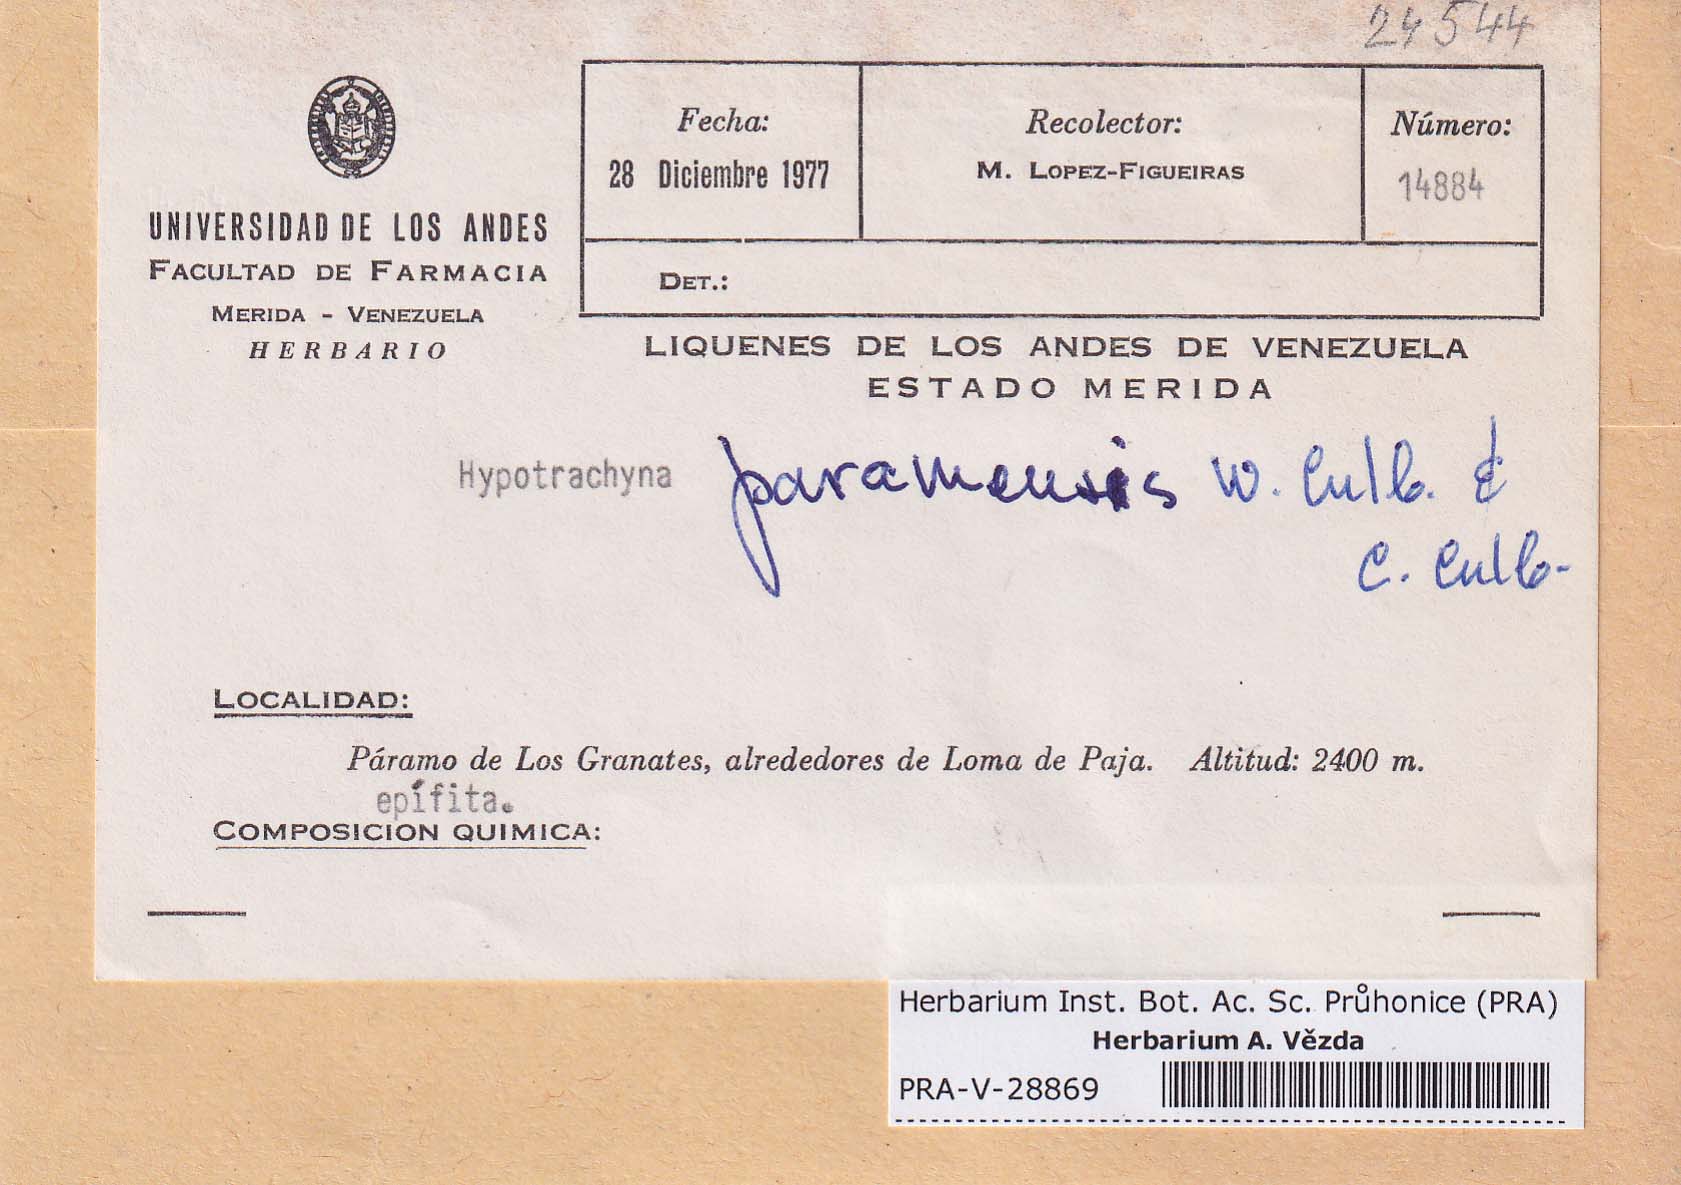 24544
Fecha:
28 Diciembre 1977
Recolector:
M. LOPEZ-FIGUEIRAS
Número:
14884
DET.:
UNIVERSIDAD DE LOS ANDES
FACULTAD DE FARMACIA
MERIDA - VENEZUELA
HERBARIO
LIQUENES DE LOS ANDES DE VENEZUELA
ESTADO MERIDA
Hypotrachyna paramensis W. Culb. &
C. Culb.
LOCALIDAD:
Páramo de Los Granates, alrededores de Loma de Paja. Altitud: 2400 m.
epífita.
COMPOSICION QUIMICA:
Herbarium Inst. Bot. Ac. Sc. Průhonice (PRA)
Herbarium A. Vězda
PRA-V-28869